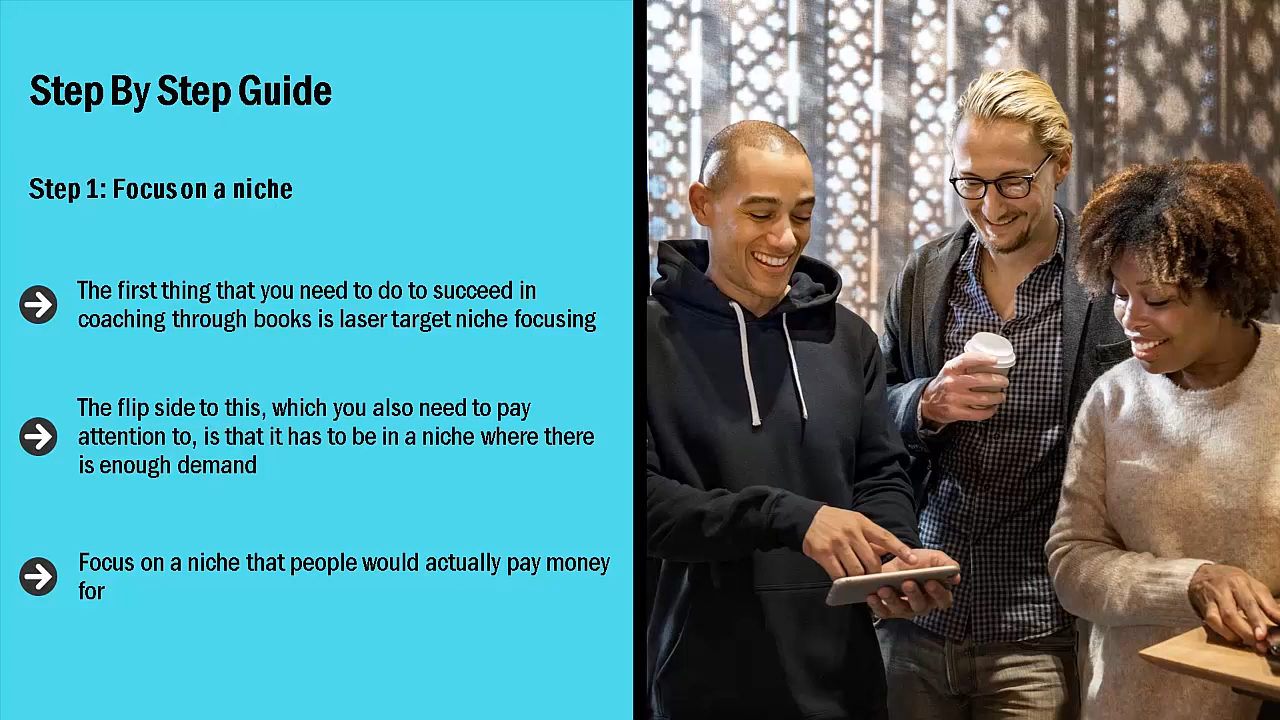 Step By Step Guide
Step 1: Focus on a niche
The first thing that you need to do to succeed in
coaching through books is laser target niche focusing
The flip side to this, which you also need to pay
attention to, is that it has to be in a niche where there
is enough demand
Focus on a niche that people would actually pay money
for